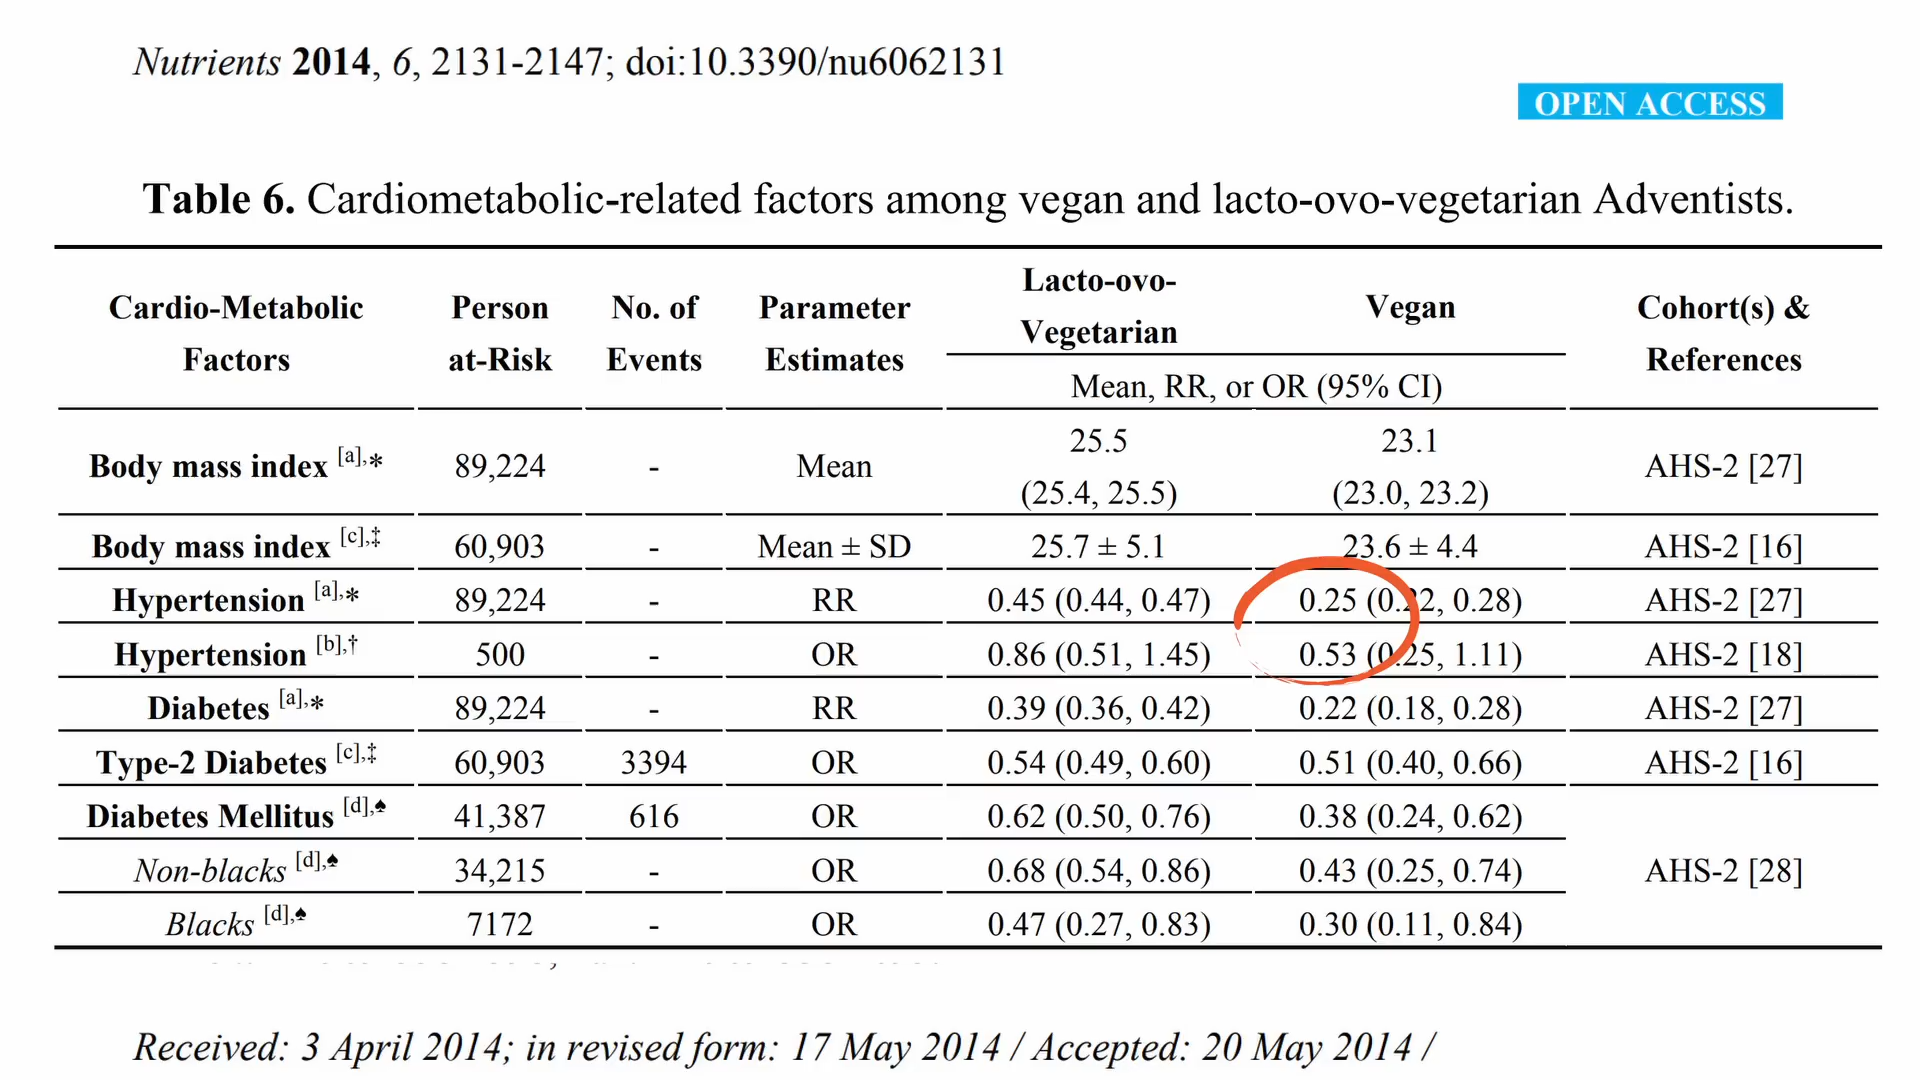 Nutrients 2014, 6, 2131-2147; doi:10.3390/nu6062131
OPEN ACCESS
Table 6. Cardiometabolic-related factors among vegan and lacto-ovo-vegetarian Adventists.
Cardio-Metabolic Factors Person at-Risk No. of Events Parameter Estimates Lacto-ovo-Vegetarian Vegan Cohort(s) & References
Mean, RR, or OR (95% CI)
Body mass index [a],* 89,224 - Mean 25.5 (25.4, 25.5) 23.1 (23.0, 23.2) AHS-2 [27]
Body mass index [c],‡ 60,903 - Mean ± SD 25.7 ± 5.1 23.6 ± 4.4 AHS-2 [16]
Hypertension [a],* 89,224 - RR 0.45 (0.44, 0.47) 0.25 (0.22, 0.28) AHS-2 [27]
Hypertension [b],† 500 - OR 0.86 (0.51, 1.45) 0.53 (0.25, 1.11) AHS-2 [18]
Diabetes [a],* 89,224 - RR 0.39 (0.36, 0.42) 0.22 (0.18, 0.28) AHS-2 [27]
Type-2 Diabetes [c],‡ 60,903 3394 OR 0.54 (0.49, 0.60) 0.51 (0.40, 0.66) AHS-2 [16]
Diabetes Mellitus [d],♠ 41,387 616 OR 0.62 (0.50, 0.76) 0.38 (0.24, 0.62)
Non-blacks [d],♠ 34,215 - OR 0.68 (0.54, 0.86) 0.43 (0.25, 0.74) AHS-2 [28]
Blacks [d],♠ 7172 - OR 0.47 (0.27, 0.83) 0.30 (0.11, 0.84)
Received: 3 April 2014; in revised form: 17 May 2014 / Accepted: 20 May 2014 /